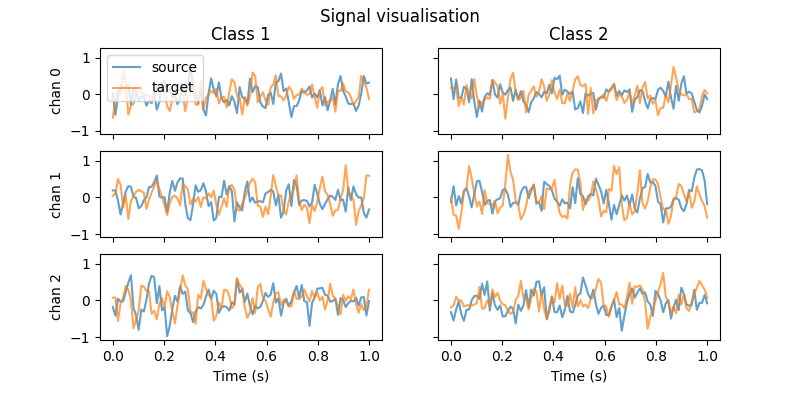 Signal visualisation
Class 1
Class 2
source
target
chan 0
1
0
−1
chan 1
1
0
−1
chan 2
1
0
−1
0.0 0.2 0.4 0.6 0.8 1.0
0.0 0.2 0.4 0.6 0.8 1.0
Time (s)
Time (s)